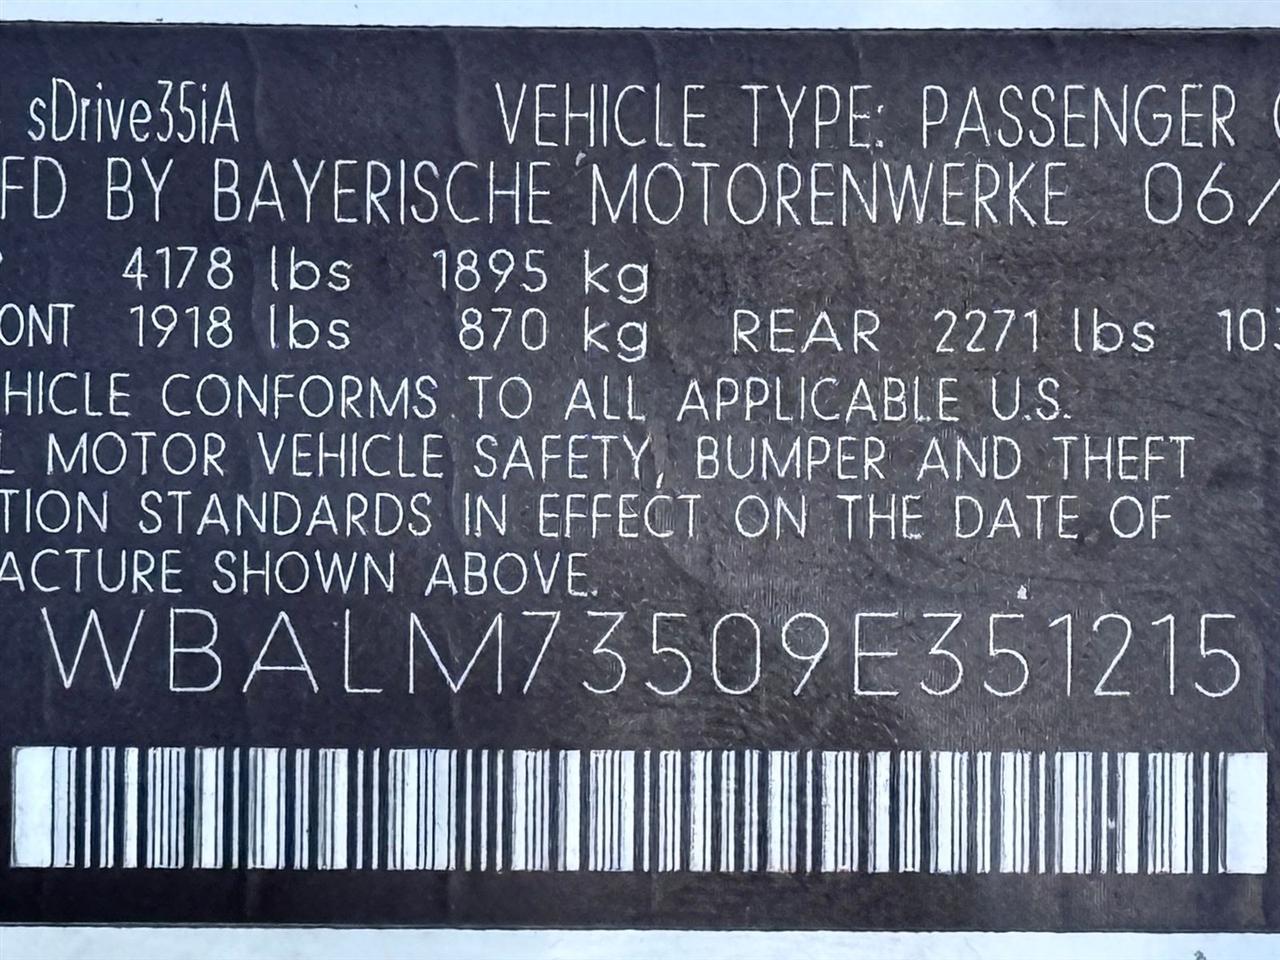 sDrive35iA VEHICLE TYPE: PASSENGER
FD BY BAYERISCHE MOTORENWERKE 06/
4178 lbs 1895 kg
ONT 1918 lbs 870 kg REAR 2271 lbs 103
HICLE CONFORMS TO ALL APPLICABLE U.S.
L MOTOR VEHICLE SAFETY, BUMPER AND THEFT
TION STANDARDS IN EFFECT ON THE DATE OF
ACTURE SHOWN ABOVE.
WBALM73509E351215